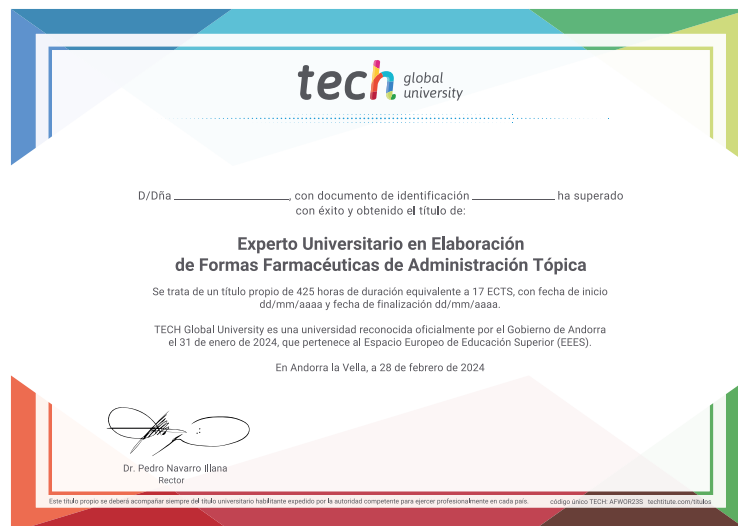 tech global university
D/Dña ______________, con documento de identificación __________ ha superado
con éxito y obtenido el título de:
Experto Universitario en Elaboración
de Formas Farmacéuticas de Administración Tópica
Se trata de un título propio de 425 horas de duración equivalente a 17 ECTS, con fecha de inicio
dd/mm/aaaa y fecha de finalización dd/mm/aaaa.
TECH Global University es una universidad reconocida oficialmente por el Gobierno de Andorra
el 31 de enero de 2024, que pertenece al Espacio Europeo de Educación Superior (EEES).
En Andorra la Vella, a 28 de febrero de 2024
Dr. Pedro Navarro Illana
Rector
Este título propio se deberá acompañar siempre del título universitario habilitante expedido por la autoridad competente para ejercer profesionalmente en cada país. código único TECH: AFWOR23S techtitute.com/titulos